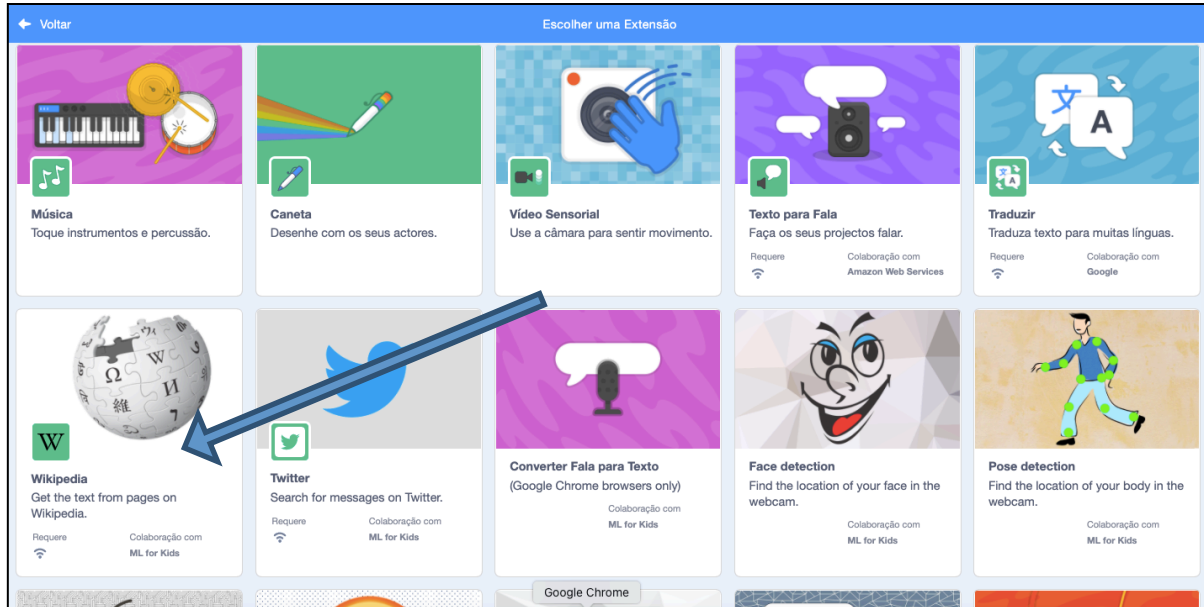 Voltar
Escolher uma Extensão
Música
Toque instrumentos e percussão.
Caneta
Desenhe com os seus actores.
Vídeo Sensorial
Use a câmara para sentir movimento.
Texto para Fala
Faça os seus projectos falar.
Requere
Colaboração com
Amazon Web Services
文
A
文
A
Traduzir
Traduza texto para muitas línguas.
Requere
Colaboração com
Google
Ω
W
И
維
W
Wikipedia
Get the text from pages on
Wikipedia.
Requere
Colaboração com
ML for Kids
Twitter
Search for messages on Twitter.
Requere
Colaboração com
ML for Kids
Converter Fala para Texto
(Google Chrome browsers only)
Colaboração com
ML for Kids
Face detection
Find the location of your face in the
webcam.
Colaboração com
ML for Kids
Pose detection
Find the location of your body in the
webcam.
Colaboração com
ML for Kids
Google Chrome